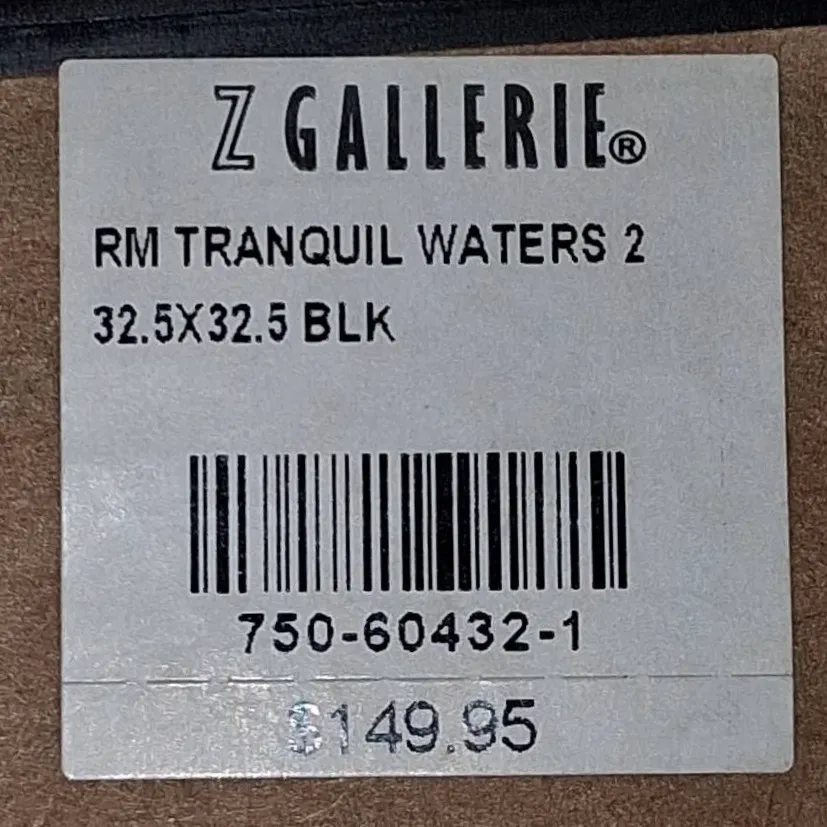 Z GALLERIE®
RM TRANQUIL WATERS 2
32.5X32.5 BLK
750-60432-1
$149.95